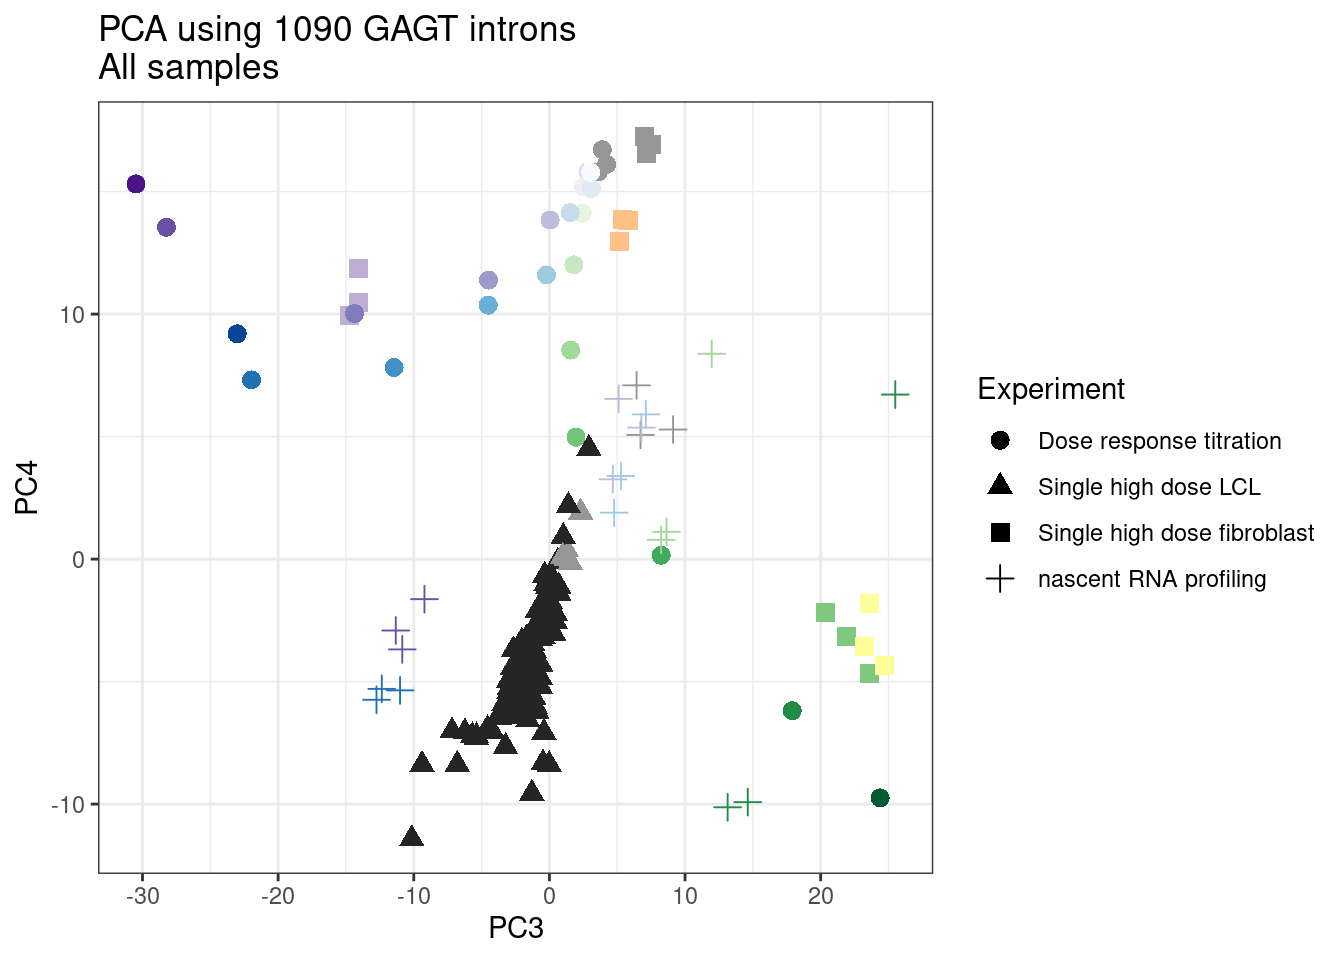 PCA using 1090 GAGT introns
All samples
PC4
10
0
-10
-30
-20
-10
0
10
20
PC3
Experiment
Dose response titration
Single high dose LCL
Single high dose fibroblast
nascent RNA profiling